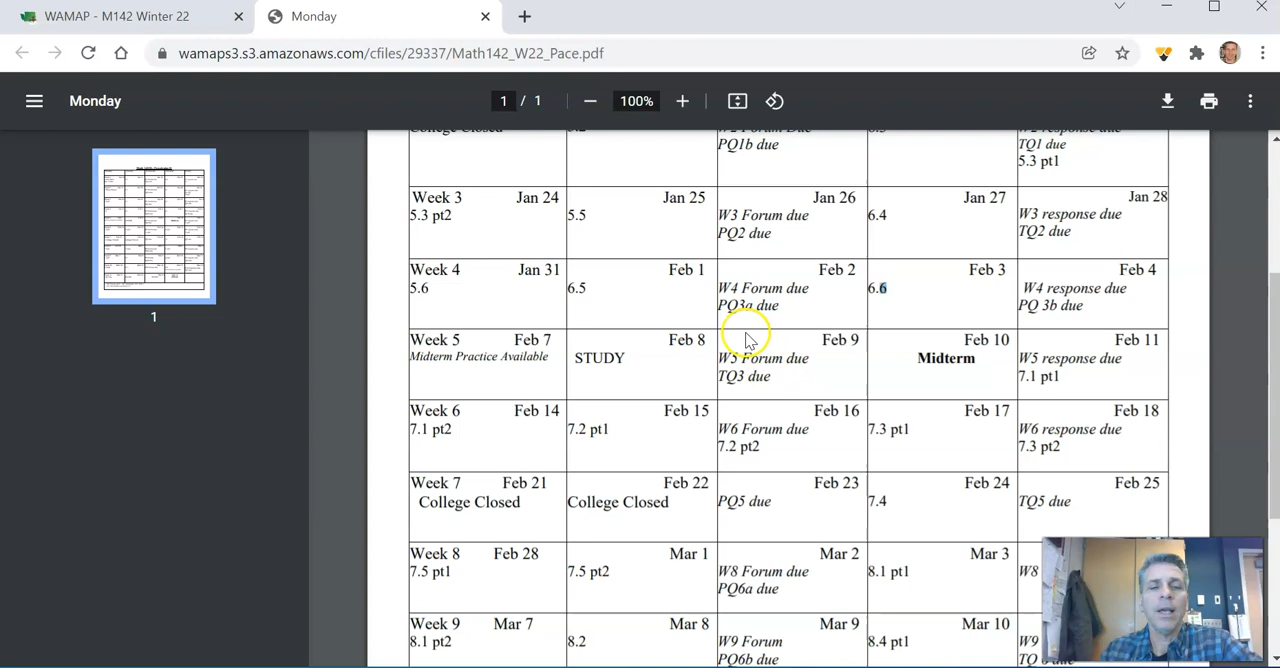 WAMAP - M142 Winter 22
Monday
wamaps3.s3.amazonaws.com/cfiles/29337/Math142_W22_Pace.pdf
Monday
1 / 1
100%
1
College Closed 5.2 W2 Forum Due 6.3 W2 response due
PQ1b due TQ1 due
5.3 pt1
Week 3 Jan 24 Jan 25 Jan 26 Jan 27 Jan 28
5.3 pt2 5.5 W3 Forum due 6.4 W3 response due
PQ2 due TQ2 due
Week 4 Jan 31 Feb 1 Feb 2 Feb 3 Feb 4
5.6 6.5 W4 Forum due 6.6 W4 response due
PQ3a due PQ 3b due
Week 5 Feb 7 Feb 8 Feb 9 Feb 10 Feb 11
Midterm Practice Available STUDY W5 Forum due Midterm W5 response due
TQ3 due 7.1 pt1
Week 6 Feb 14 Feb 15 Feb 16 Feb 17 Feb 18
7.1 pt2 7.2 pt1 W6 Forum due 7.3 pt1 W6 response due
7.2 pt2 7.3 pt2
Week 7 Feb 21 Feb 22 Feb 23 Feb 24 Feb 25
College Closed College Closed PQ5 due 7.4 TQ5 due
Week 8 Feb 28 Mar 1 Mar 2 Mar 3
7.5 pt1 7.5 pt2 W8 Forum due 8.1 pt1 W8
PQ6a due
Week 9 Mar 7 Mar 8 Mar 9 Mar 10
8.1 pt2 8.2 W9 Forum 8.4 pt1 W9
PQ6b due TQ